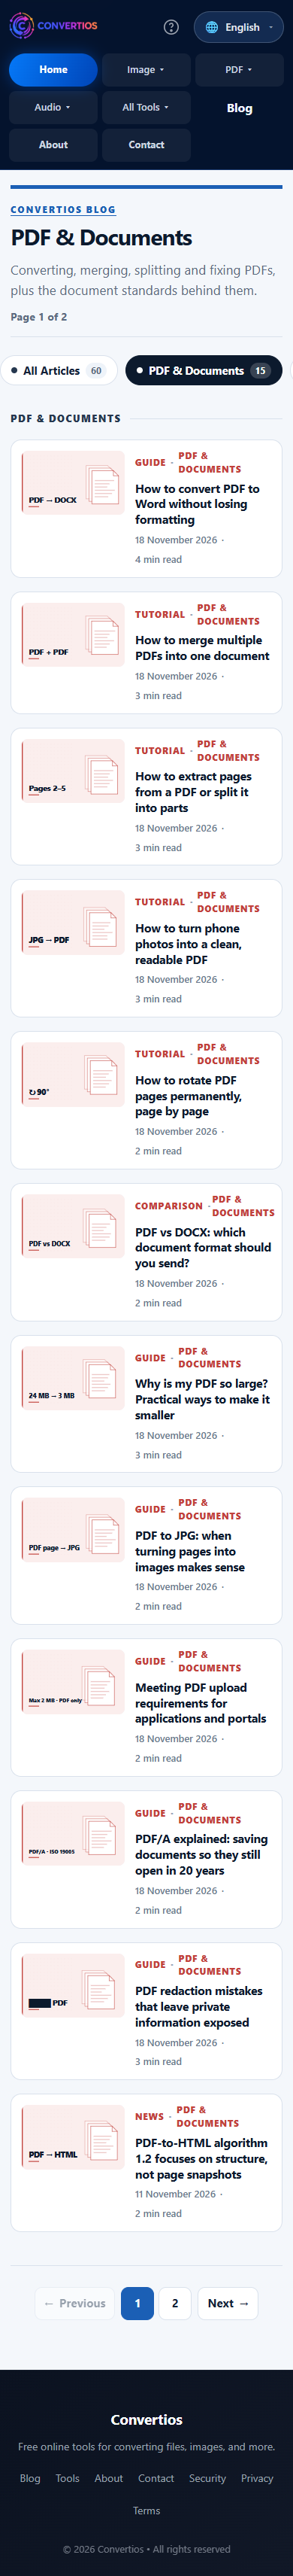 CONVERTIOS
English
Home
Image
PDF
Audio
All Tools
Blog
About
Contact
CONVERTIOS BLOG
PDF & Documents
Converting, merging, splitting and fixing PDFs,
plus the document standards behind them.
Page 1 of 2
All Articles 60
PDF & Documents 15
PDF & DOCUMENTS
PDF → DOCX
GUIDE · PDF &
DOCUMENTS
How to convert PDF to
Word without losing
formatting
18 November 2026 ·
4 min read
PDF + PDF
TUTORIAL · PDF &
DOCUMENTS
How to merge multiple
PDFs into one document
18 November 2026 ·
3 min read
Pages 2–5
TUTORIAL · PDF &
DOCUMENTS
How to extract pages
from a PDF or split it
into parts
18 November 2026 ·
3 min read
JPG → PDF
TUTORIAL · PDF &
DOCUMENTS
How to turn phone
photos into a clean,
readable PDF
18 November 2026 ·
3 min read
↻ 90°
TUTORIAL · PDF &
DOCUMENTS
How to rotate PDF
pages permanently,
page by page
18 November 2026 ·
2 min read
PDF vs DOCX
COMPARISON · PDF &
DOCUMENTS
PDF vs DOCX: which
document format should
you send?
18 November 2026 ·
2 min read
24 MB → 3 MB
GUIDE · PDF &
DOCUMENTS
Why is my PDF so large?
Practical ways to make it
smaller
18 November 2026 ·
3 min read
PDF page → JPG
GUIDE · PDF &
DOCUMENTS
PDF to JPG: when
turning pages into
images makes sense
18 November 2026 ·
2 min read
Max 2 MB · PDF only
GUIDE · PDF &
DOCUMENTS
Meeting PDF upload
requirements for
applications and portals
18 November 2026 ·
2 min read
PDF/A · ISO 19005
GUIDE · PDF &
DOCUMENTS
PDF/A explained: saving
documents so they still
open in 20 years
18 November 2026 ·
2 min read
████ PDF
GUIDE · PDF &
DOCUMENTS
PDF redaction mistakes
that leave private
information exposed
18 November 2026 ·
3 min read
PDF → HTML
NEWS · PDF &
DOCUMENTS
PDF-to-HTML algorithm
1.2 focuses on structure,
not page snapshots
11 November 2026 ·
2 min read
← Previous 1 2 Next →
Convertios
Free online tools for converting files, images, and more.
Blog Tools About Contact Security Privacy
Terms
© 2026 Convertios • All rights reserved